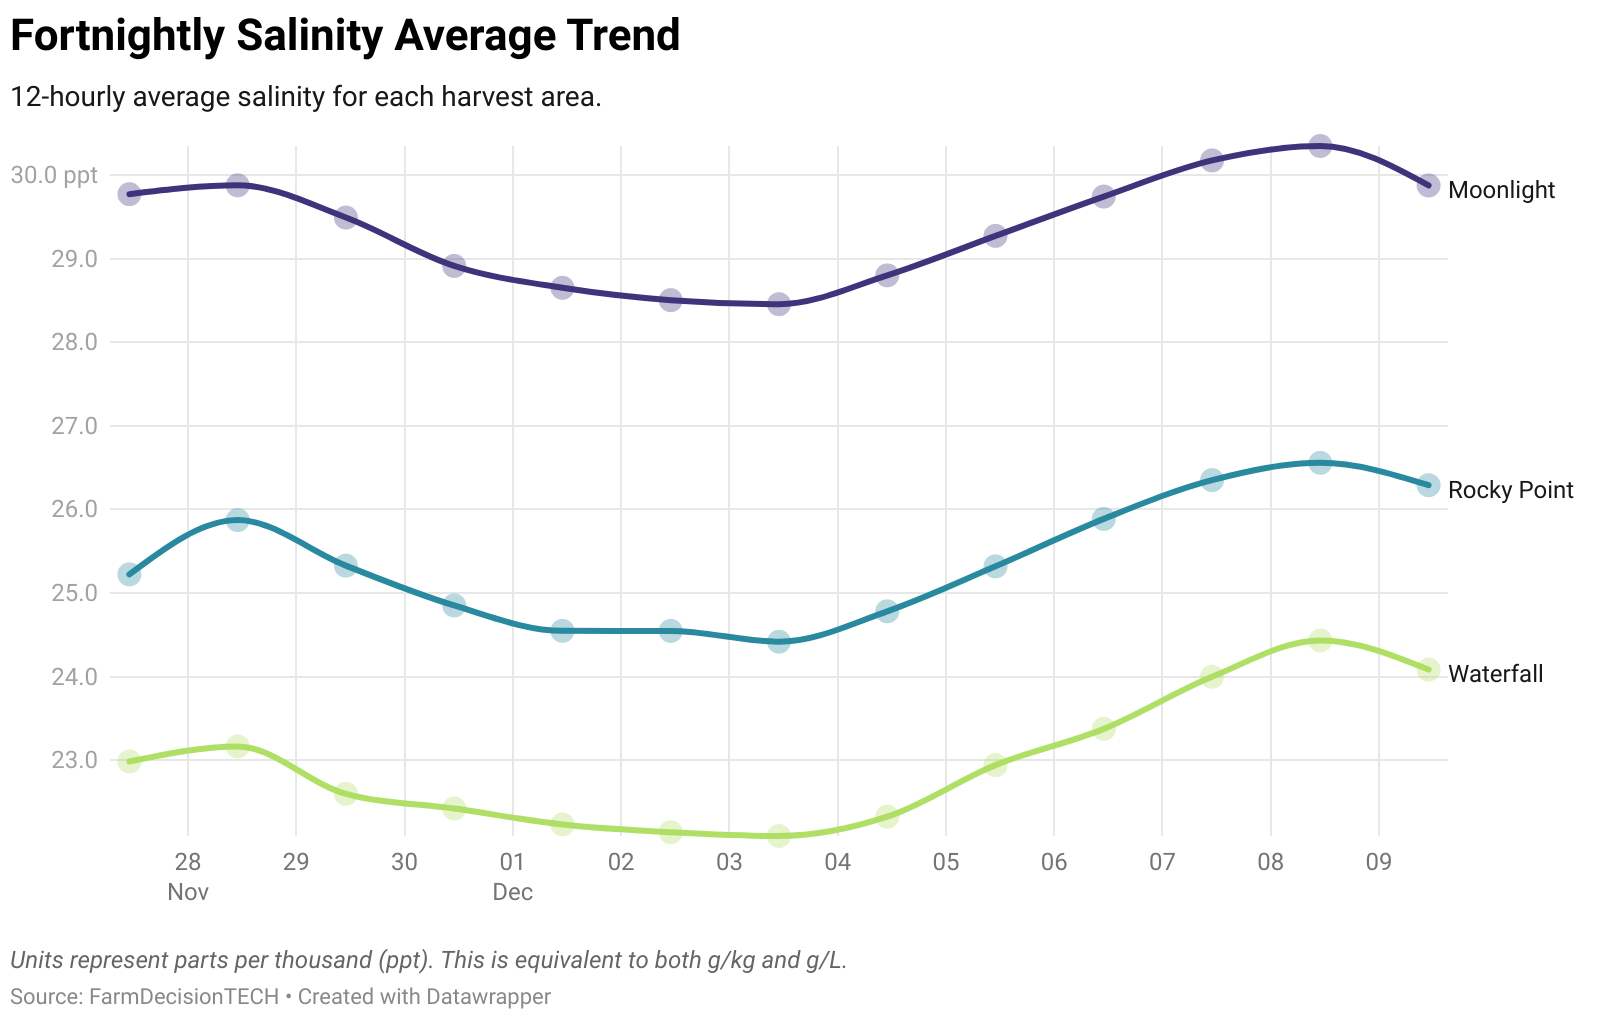 Fortnightly Salinity Average Trend
12-hourly average salinity for each harvest area.
30.0 ppt
29.0
28.0
27.0
26.0
25.0
24.0
23.0
Moonlight
Rocky Point
Waterfall
28 29 30 01 02 03 04 05 06 07 08 09
Nov Dec
Units represent parts per thousand (ppt). This is equivalent to both g/kg and g/L.
Source: FarmDecisionTECH • Created with Datawrapper